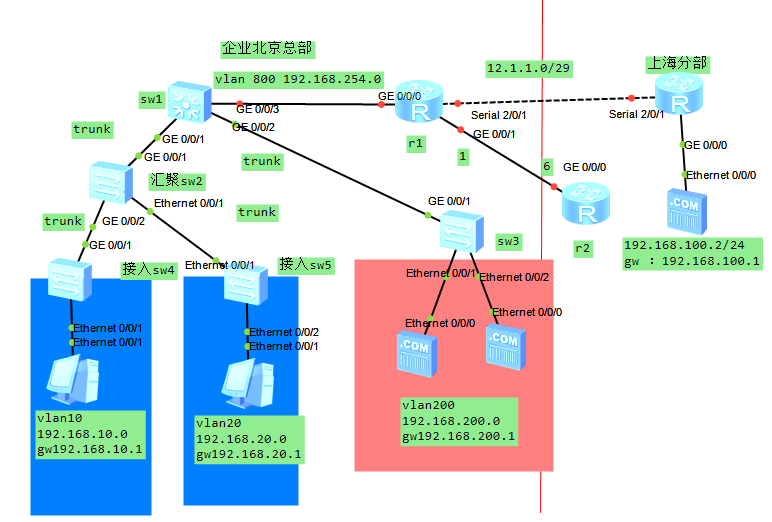 企业北京总部
vlan 800 192.168.254.0
12.1.1.0/29
上海分部
sw1
GE 0/0/0
GE 0/0/3
Serial 2/0/1
Serial 2/0/1
R
R
GE 0/0/2
GE 0/0/1
r1
trunk
GE 0/0/1
GE 0/0/1
trunk
1
6
GE 0/0/0
GE 0/0/0
Ethernet 0/0/0
汇聚sw2
Ethernet 0/0/1
.COM
GE 0/0/1
trunk
R
trunk
GE 0/0/2
GE 0/0/1
sw3
r2
192.168.100.2/24
gw : 192.168.100.1
接入sw4
Ethernet 0/0/1
接入sw5
Ethernet 0/0/1
Ethernet 0/0/2
Ethernet 0/0/0
Ethernet 0/0/0
.COM
.COM
Ethernet 0/0/1
Ethernet 0/0/1
Ethernet 0/0/2
Ethernet 0/0/1
vlan10
192.168.10.0
gw192.168.10.1
vlan20
192.168.20.0
gw192.168.20.1
vlan200
192.168.200.0
gw192.168.200.1